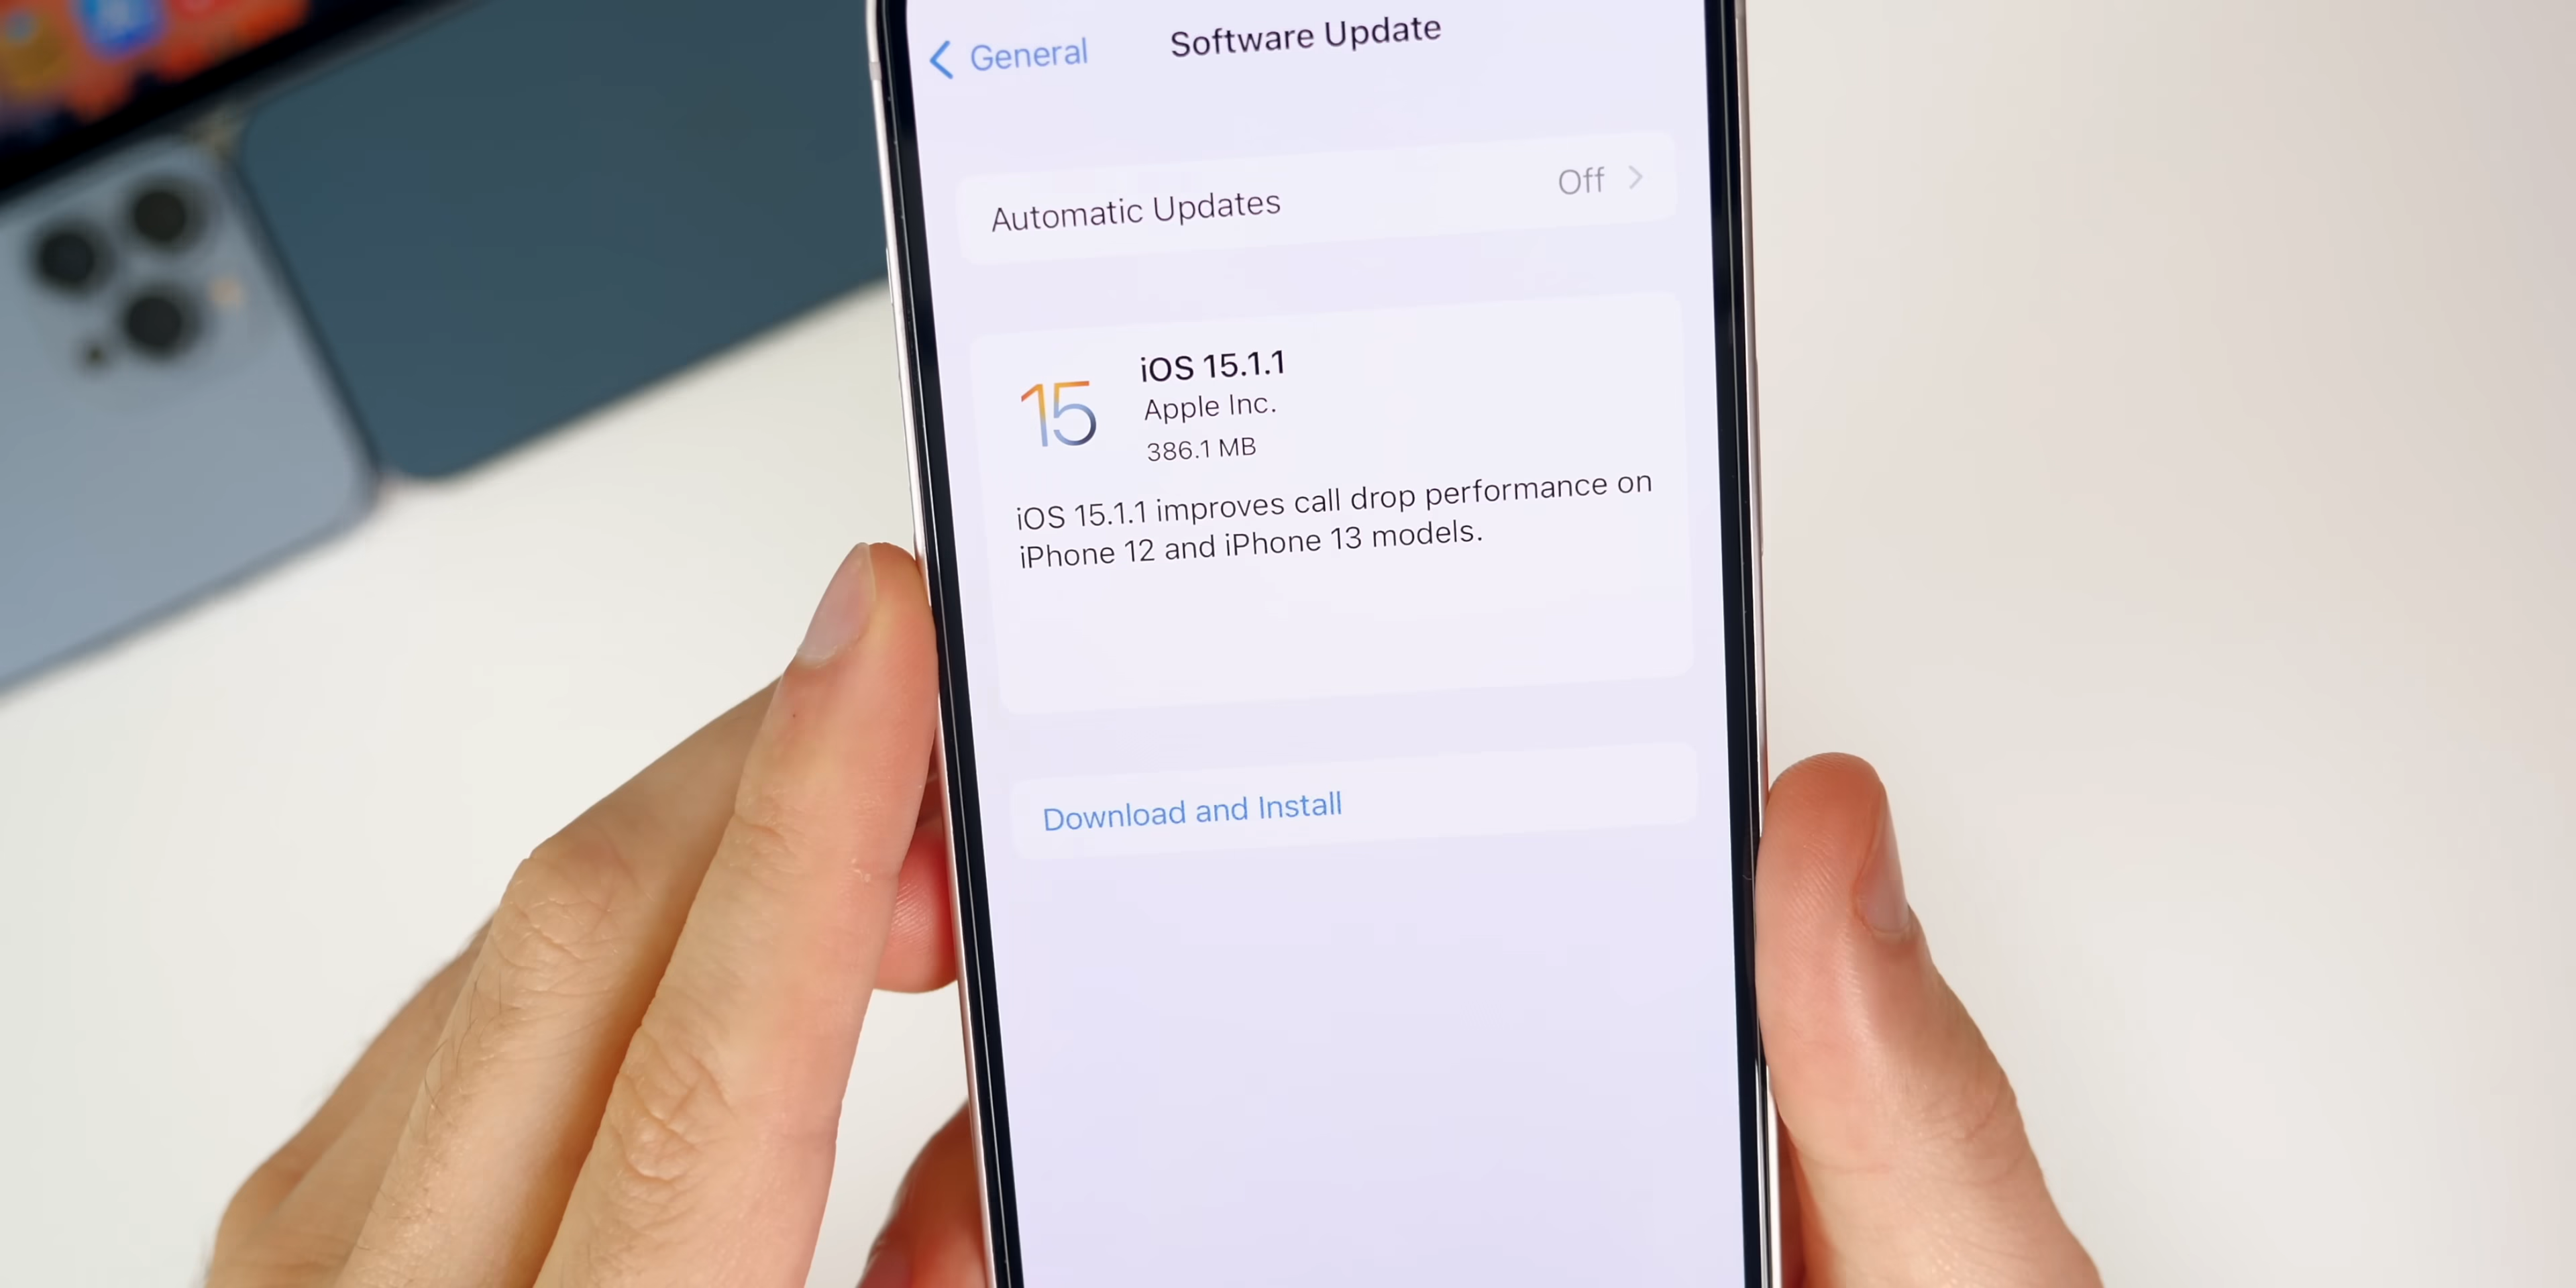 General
Software Update
Automatic Updates
Off
15
iOS 15.1.1
Apple Inc.
386.1 MB
iOS 15.1.1 improves call drop performance on
iPhone 12 and iPhone 13 models.
Download and Install